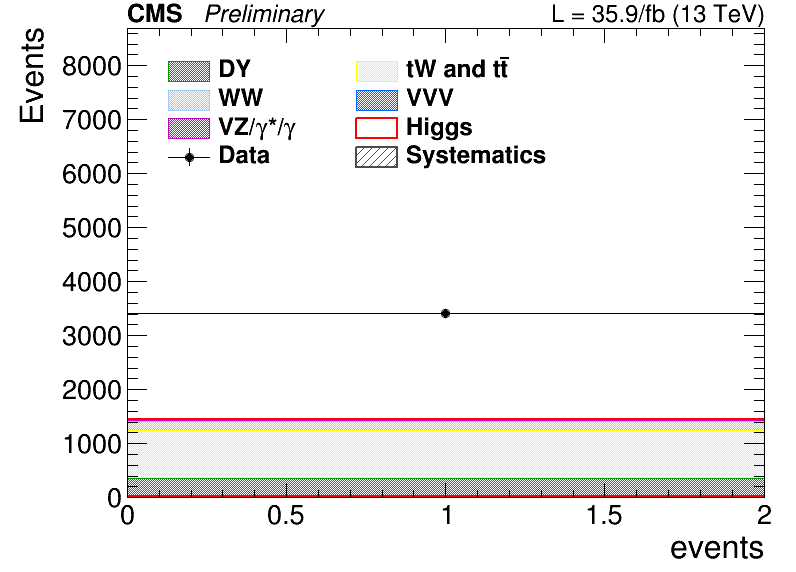 CMS Preliminary L = 35.9/fb (13 TeV)
Events
8000
7000
6000
5000
4000
3000
2000
1000
0
DY tW and tt̄
WW VVV
VZ/γ*/γ Higgs
Data Systematics
0 0.5 1 1.5 2
events